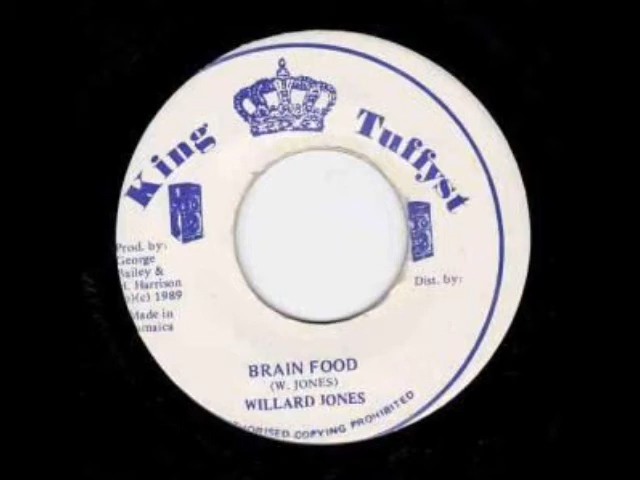 King Tuffyst
Prod. by:
George
Bailey &
Harrison
(c) 1989
Made in
Jamaica
Dist. by:
BRAIN FOOD
(W. JONES)
WILLARD JONES
COPYING PROHIBITED